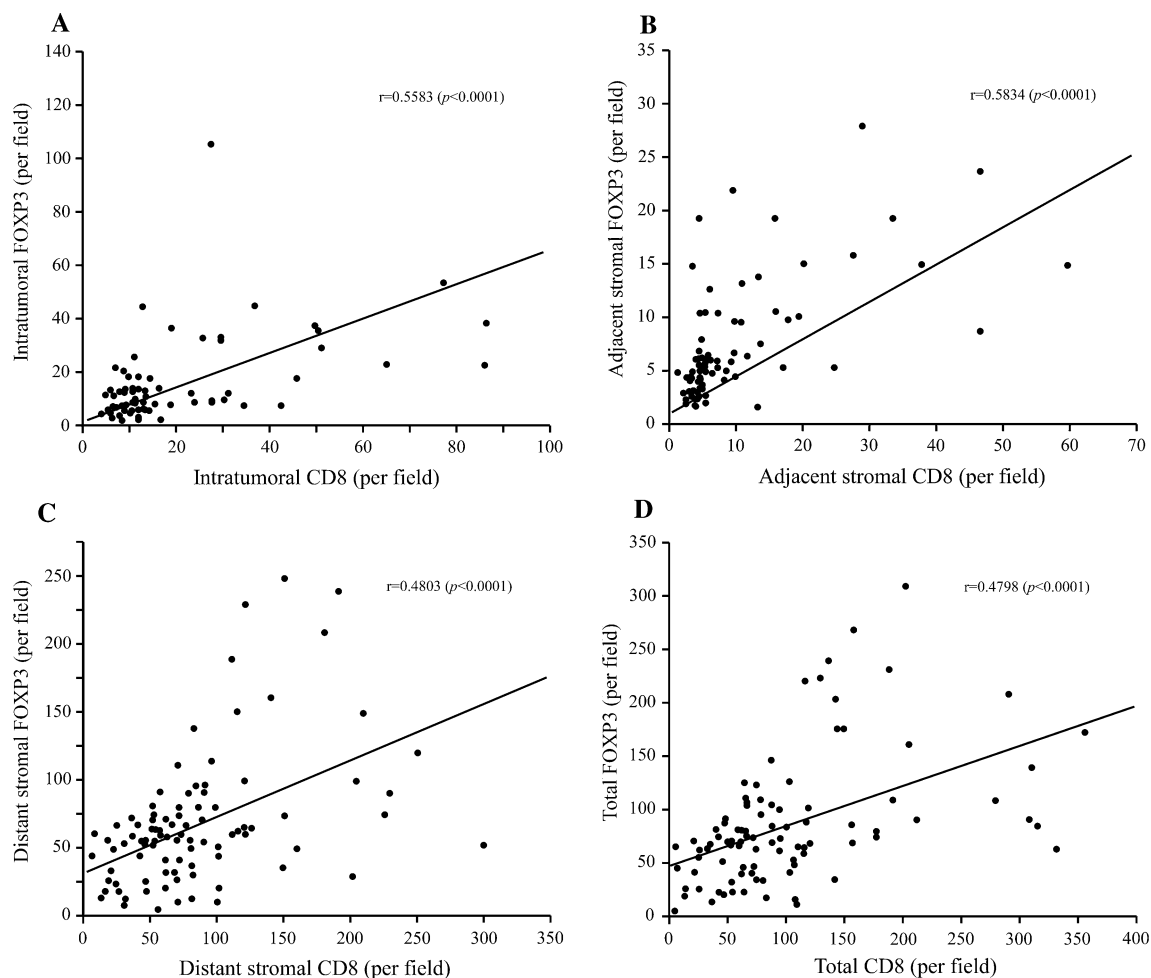 A
140
120
100
80
60
40
20
0
r=0.5583 (p<0.0001)
Intratumoral FOXP3 (per field)
0 20 40 60 80 100
Intratumoral CD8 (per field)
B
35
30
25
20
15
10
5
0
r=0.5834 (p<0.0001)
Adjacent stromal FOXP3 (per field)
0 10 20 30 40 50 60 70
Adjacent stromal CD8 (per field)
C
250
200
150
100
50
0
r=0.4803 (p<0.0001)
Distant stromal FOXP3 (per field)
0 50 100 150 200 250 300 350
Distant stromal CD8 (per field)
D
350
300
250
200
150
100
50
0
r=0.4798 (p<0.0001)
Total FOXP3 (per field)
0 50 100 150 200 250 300 350 400
Total CD8 (per field)